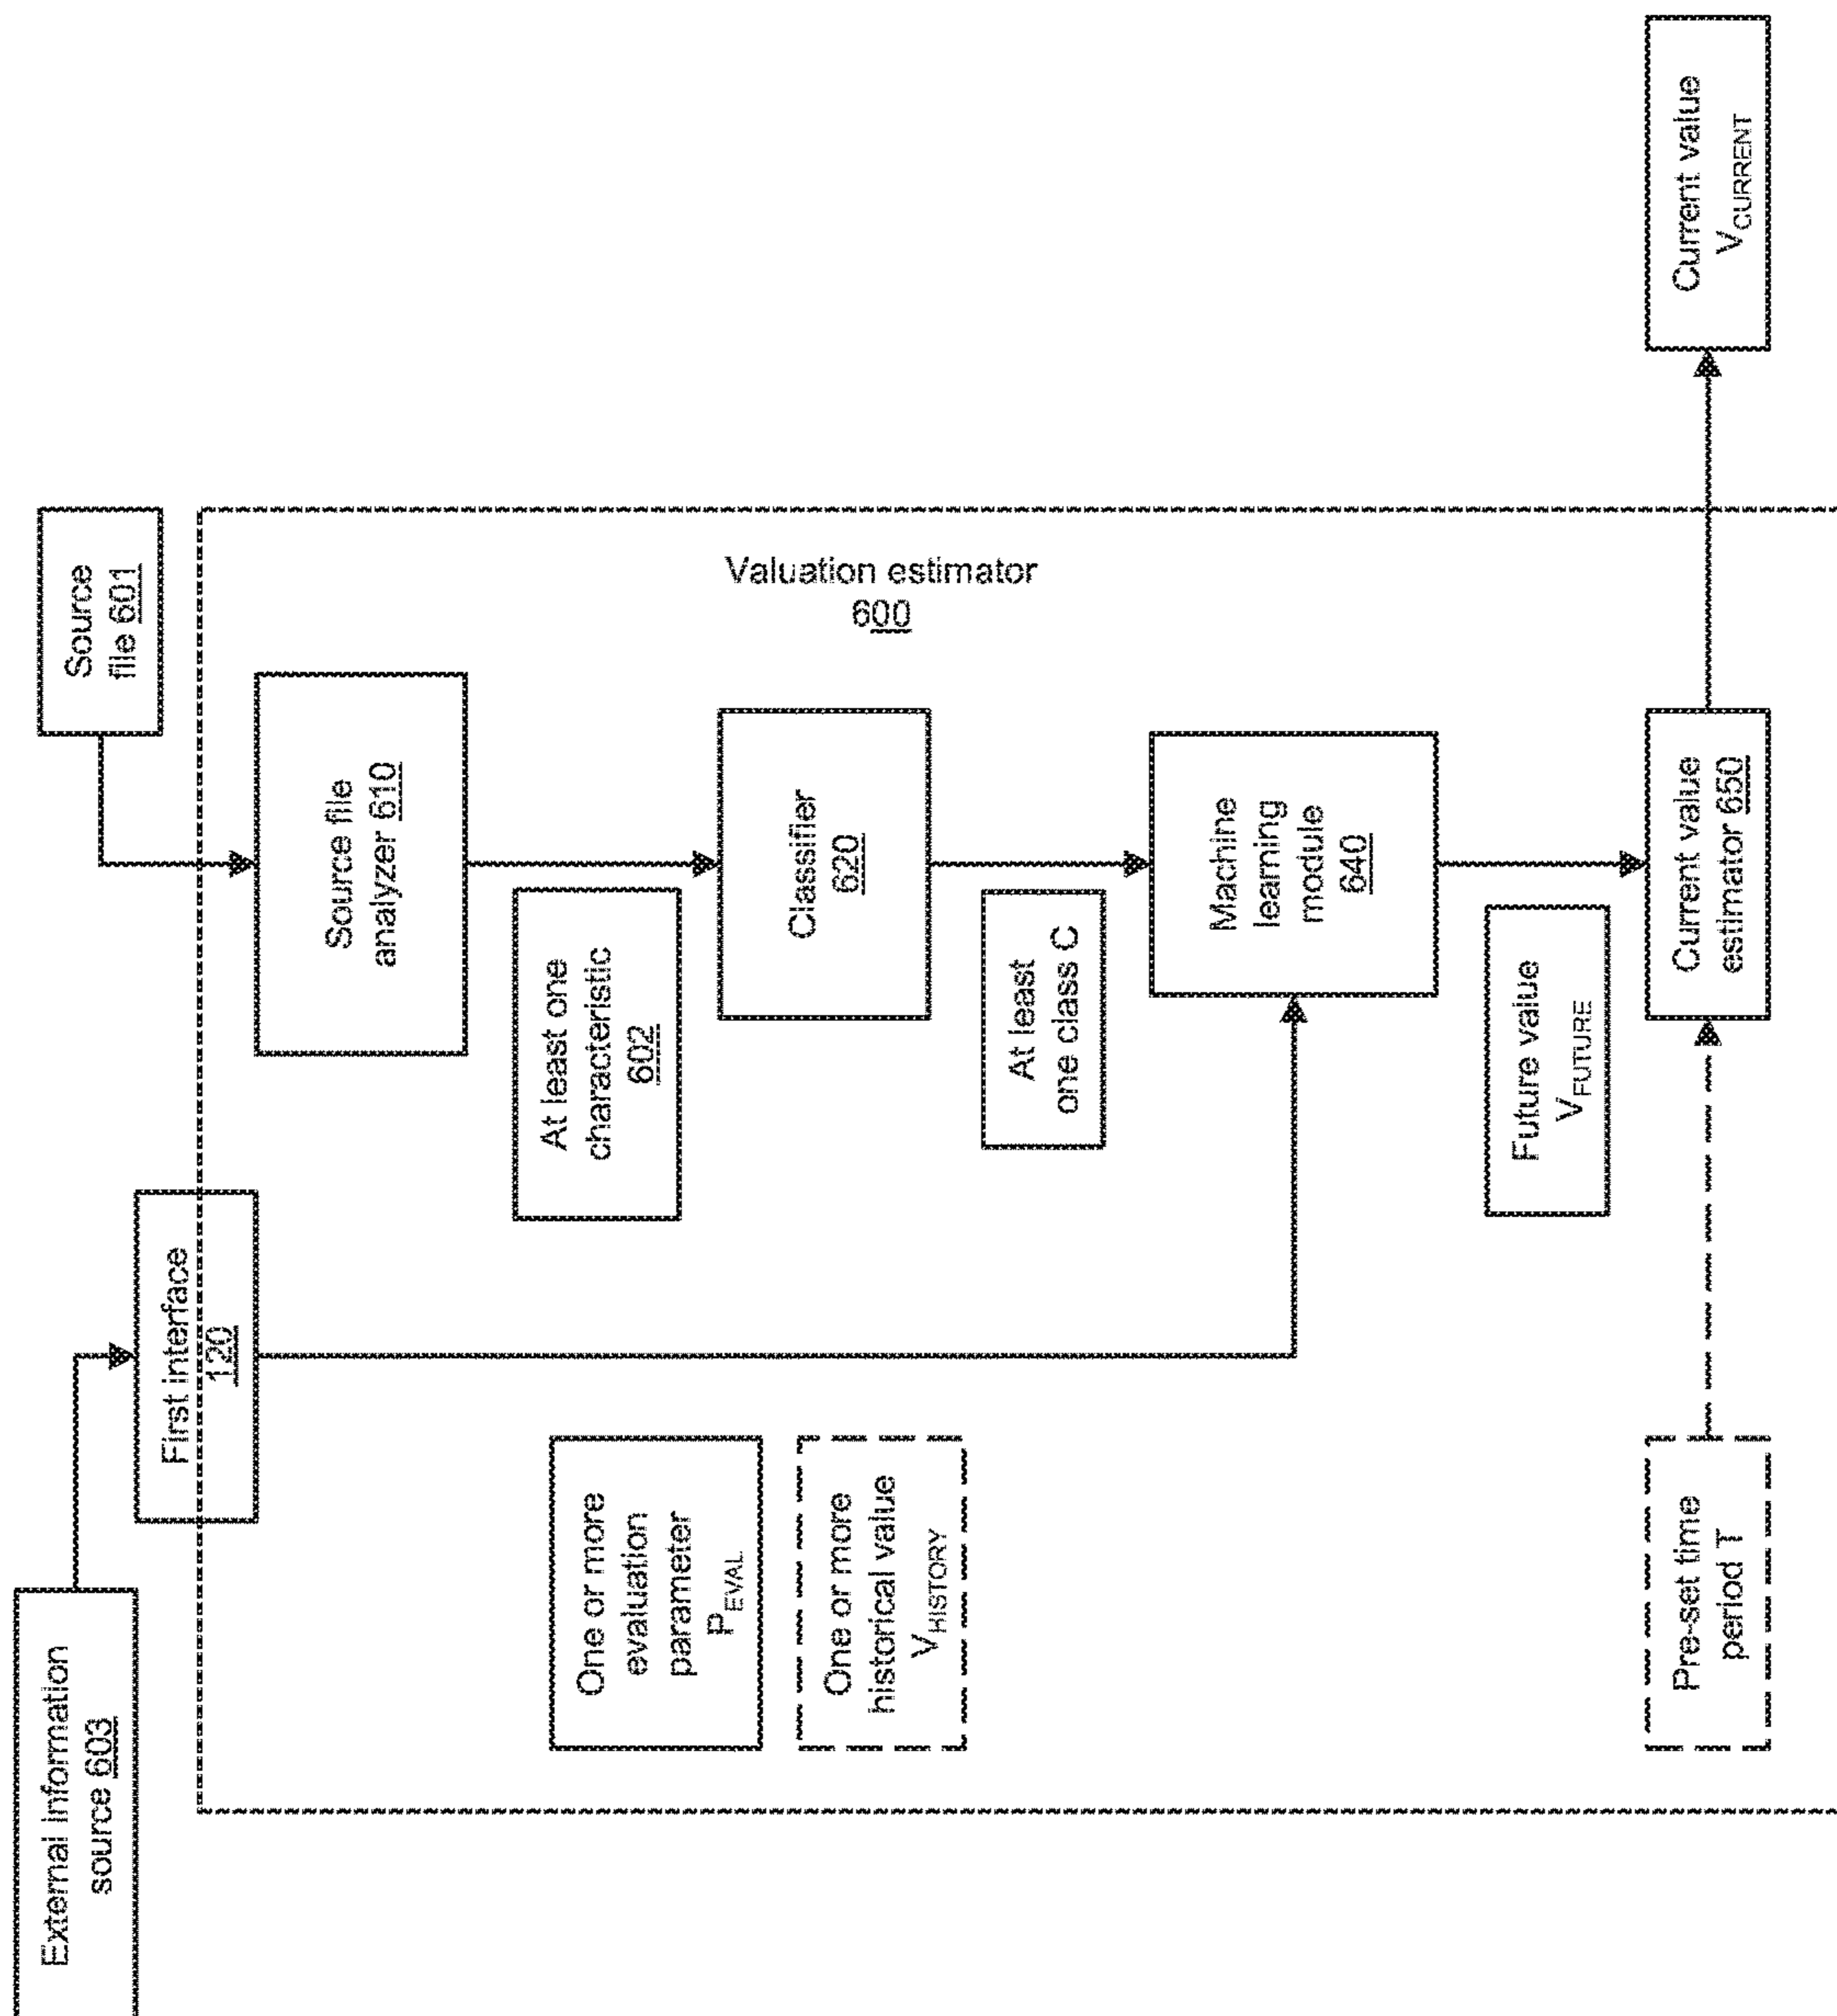 External information
source 603
First interface
120
Source
file 601
Valuation estimator
600
Source file
analyzer 610
At least one
characteristic
602
Classifier
620
One or more
evaluation
parameter
PEVAL
One or more
historical value
VHISTORY
At least
one class C
Machine
learning
module
640
Future value
VFUTURE
Pre-set time
period T
Current value
estimator 650
Current value
VCURRENT